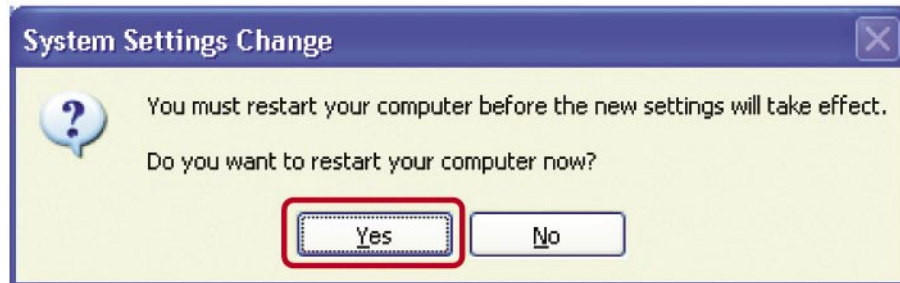 System Settings Change
?
You must restart your computer before the new settings will take effect.
Do you want to restart your computer now?
Yes
No